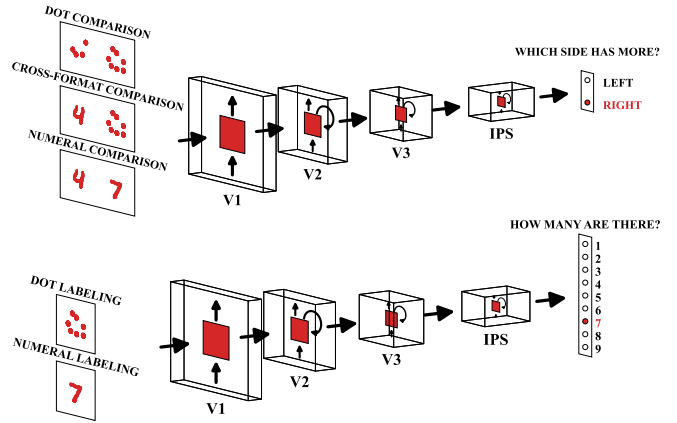 DOT COMPARISON
CROSS-FORMAT COMPARISON
4
NUMERAL COMPARISON
4 7
V1
V2
V3
IPS
WHICH SIDE HAS MORE?
LEFT
RIGHT
DOT LABELING
NUMERAL LABELING
7
V1
V2
V3
IPS
HOW MANY ARE THERE?
1
2
3
4
5
6
7
8
9